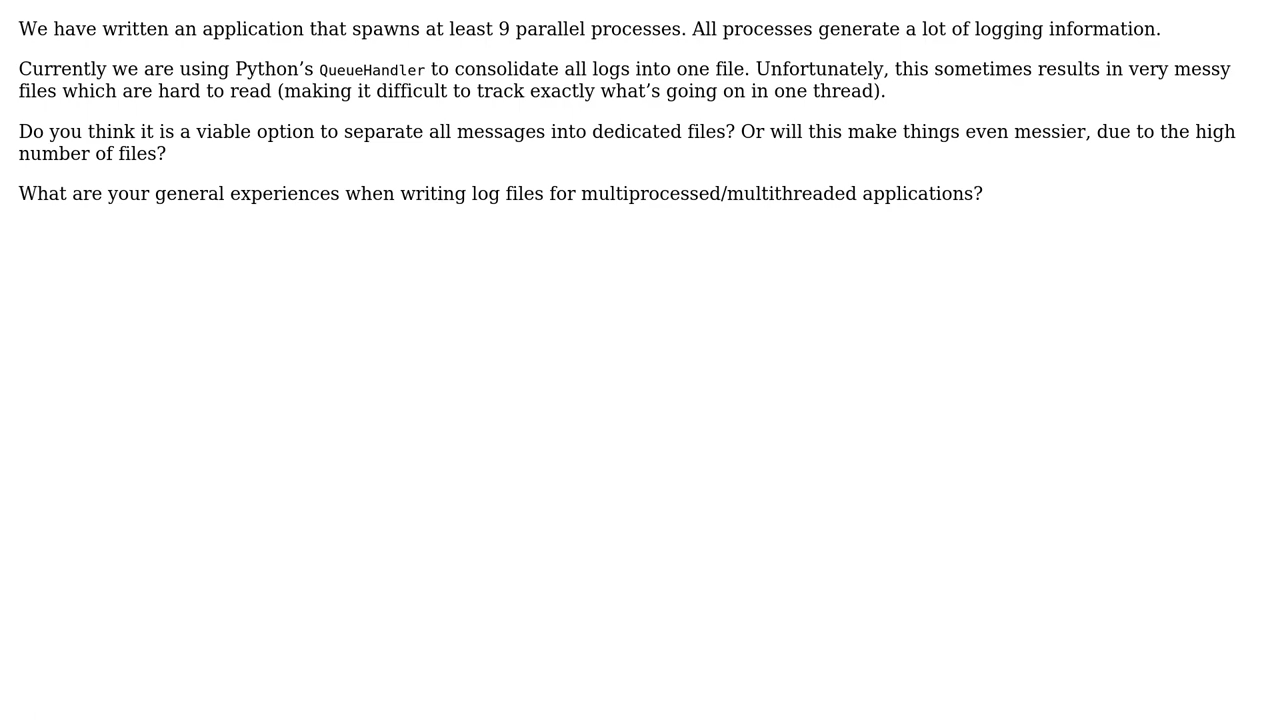 We have written an application that spawns at least 9 parallel processes. All processes generate a lot of logging information.
Currently we are using Python’s QueueHandler to consolidate all logs into one file. Unfortunately, this sometimes results in very messy
files which are hard to read (making it difficult to track exactly what’s going on in one thread).
Do you think it is a viable option to separate all messages into dedicated files? Or will this make things even messier, due to the high
number of files?
What are your general experiences when writing log files for multiprocessed/multithreaded applications?